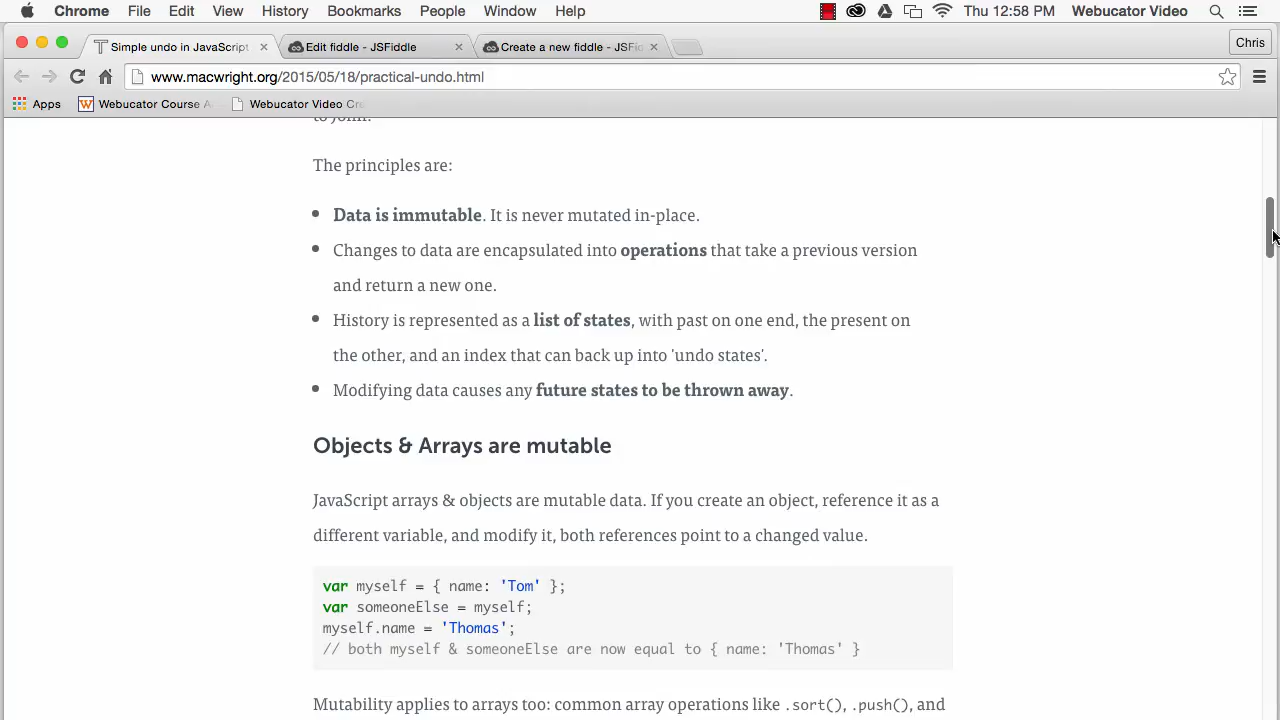 Chrome File Edit View History Bookmarks People Window Help Thu 12:58 PM Webucator Video
Simple undo in JavaScript Edit fiddle - JSFiddle Create a new fiddle - JSFid Chris
www.macwright.org/2015/05/18/practical-undo.html
Apps Webucator Course A Webucator Video Cre
to John.
The principles are:
Data is immutable. It is never mutated in-place.
Changes to data are encapsulated into operations that take a previous version
and return a new one.
History is represented as a list of states, with past on one end, the present on
the other, and an index that can back up into 'undo states'.
Modifying data causes any future states to be thrown away.
Objects & Arrays are mutable
JavaScript arrays & objects are mutable data. If you create an object, reference it as a
different variable, and modify it, both references point to a changed value.
var myself = { name: 'Tom' };
var someoneElse = myself;
myself.name = 'Thomas';
// both myself & someoneElse are now equal to { name: 'Thomas' }
Mutability applies to arrays too: common array operations like .sort(), .push(), and